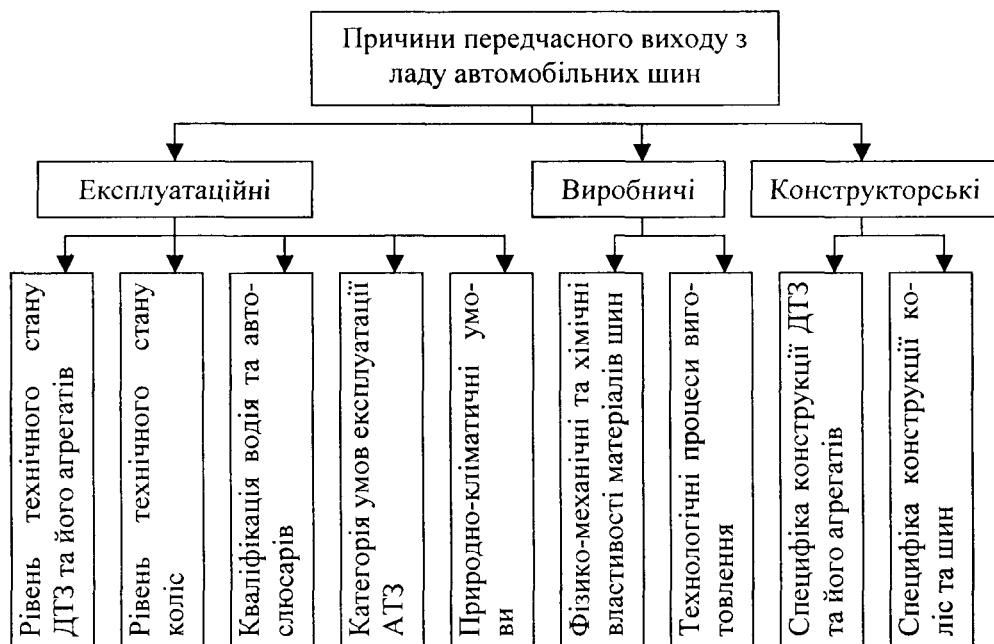 Причини передчасного виходу з
ладу автомобільних шин
Експлуатаційні
Виробничі
Конструкторські
Рівень технічного стану
ДТЗ та його агрегатів
Рівень технічного стану
коліс
Кваліфікація водія та авто-
слюсарів
Категорія умов експлуатації
АТЗ
Природно-кліматичні умо-
ви
Фізико-механічні та хімічні
властивості матеріалів шин
Технологічні процеси виго-
товлення
Специфіка конструкції ДТЗ
та його агрегатів
Специфіка конструкції ко-
ліс та шин